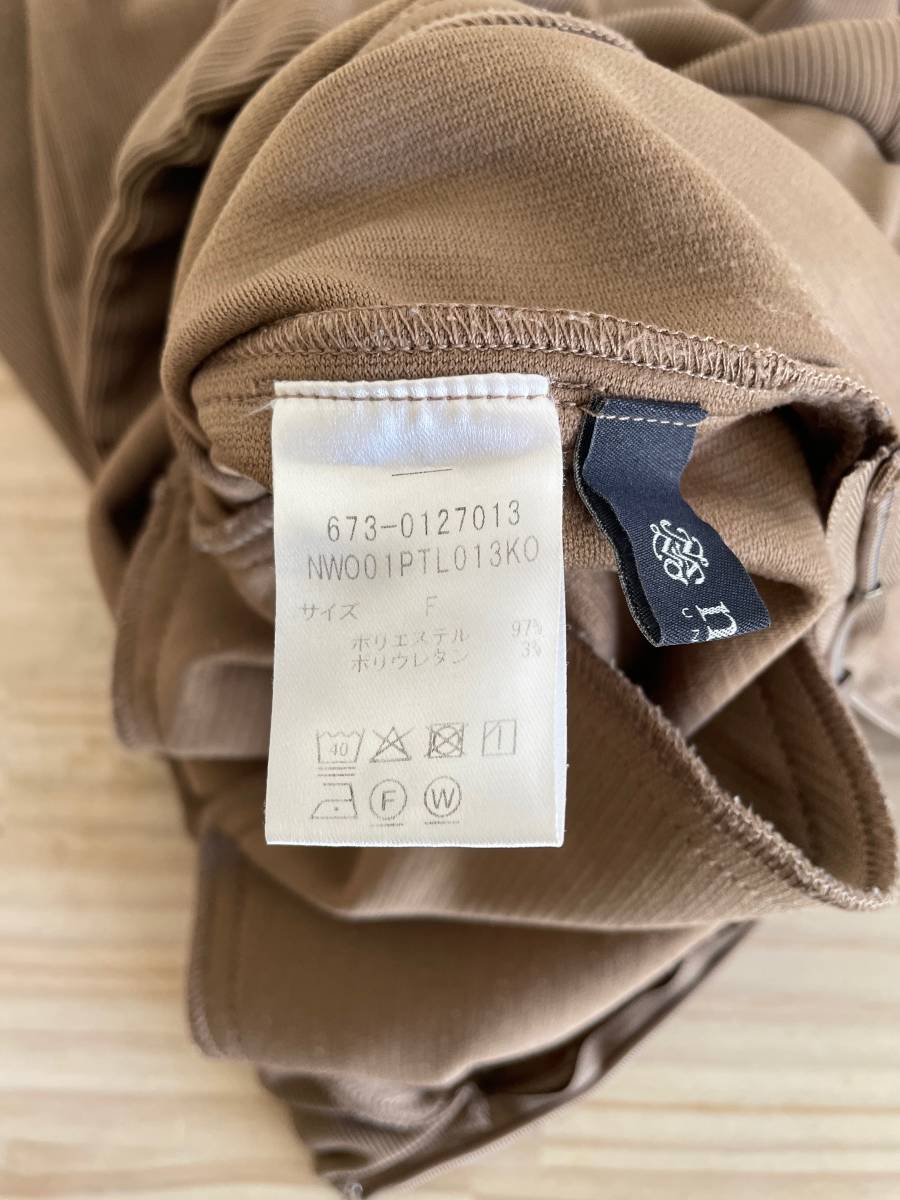 673-0127013
NW001PTL013KO
サイズ F
ポリエステル 97%
ポリウレタン 3%
40
F
W